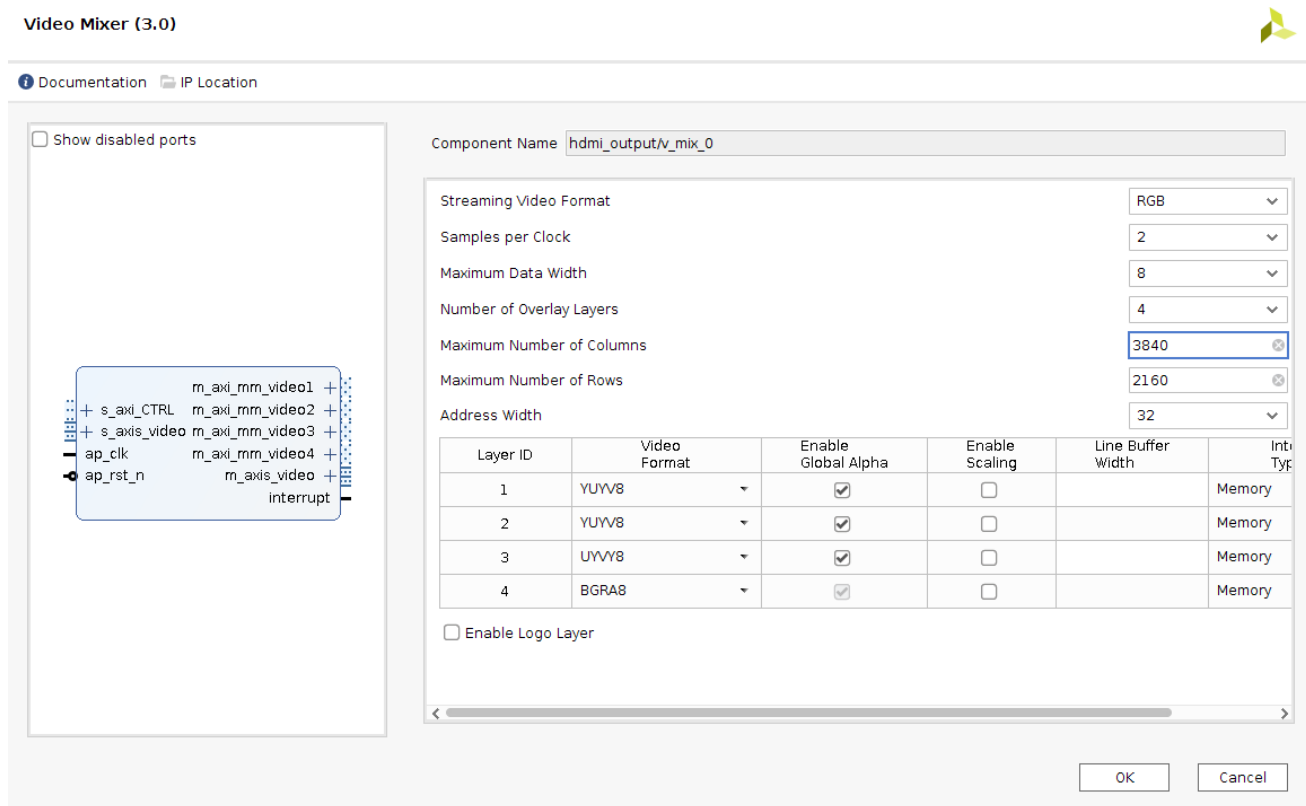 Video Mixer (3.0)
Documentation IP Location
Show disabled ports
m_axi_mm_video1
s_axi_CTRL m_axi_mm_video2
s_axis_video m_axi_mm_video3
ap_clk m_axi_mm_video4
ap_rst_n m_axis_video
interrupt
Component Name hdmi_output/v_mix_0
Streaming Video Format RGB
Samples per Clock 2
Maximum Data Width 8
Number of Overlay Layers 4
Maximum Number of Columns 3840
Maximum Number of Rows 2160
Address Width 32
Layer ID Video Format Enable Global Alpha Enable Scaling Line Buffer Width
1 YUYV8 Memory
2 YUYV8 Memory
3 UYVY8 Memory
4 BGRA8 Memory
Enable Logo Layer
OK Cancel